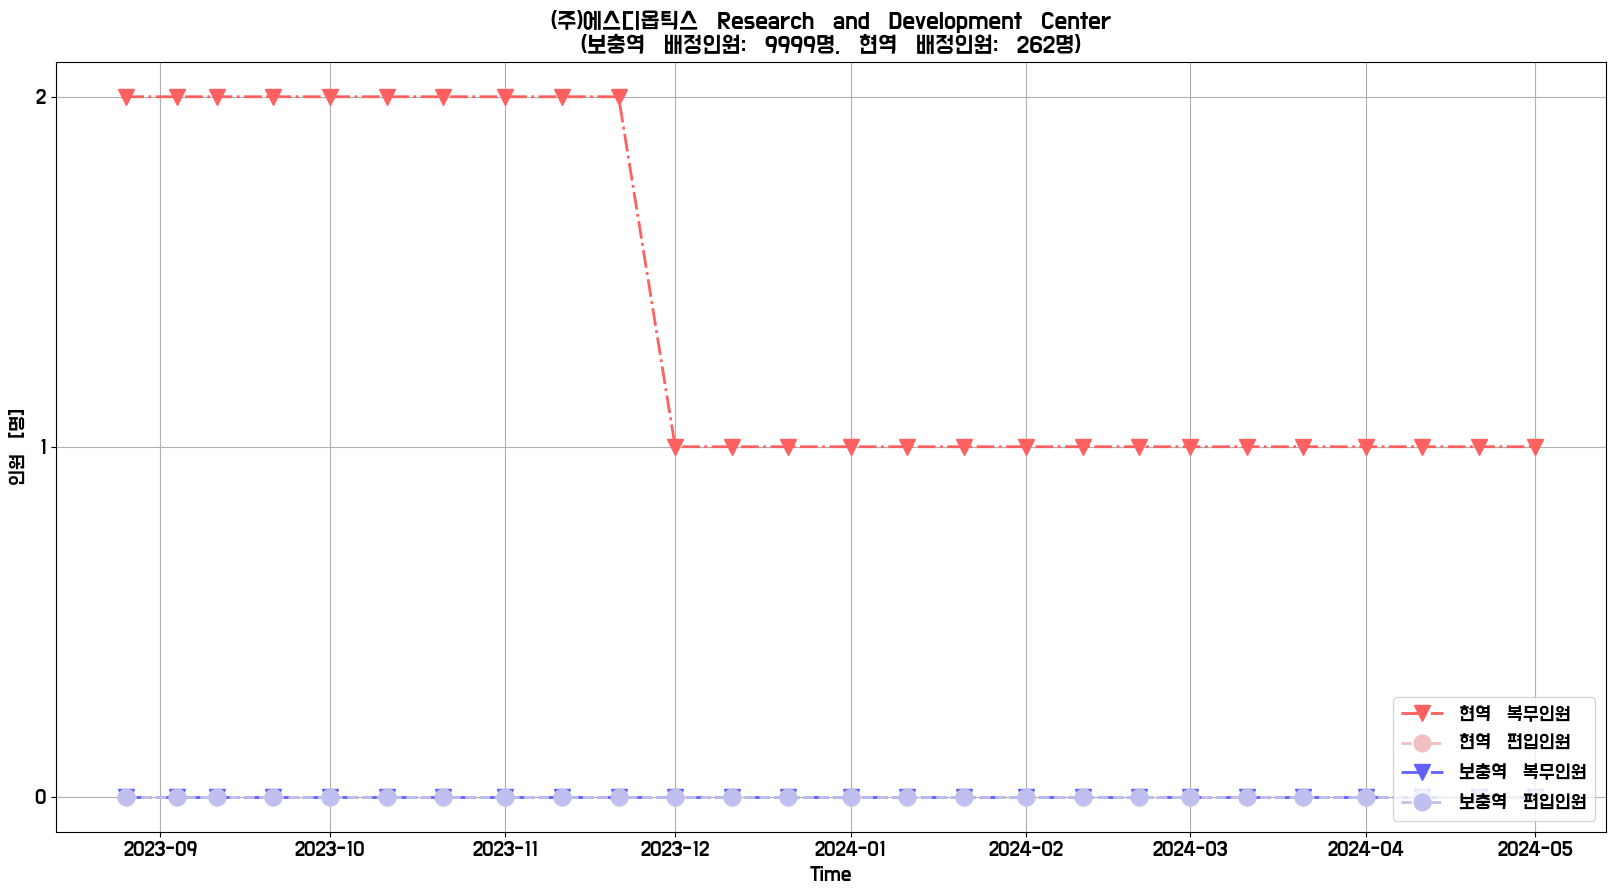 (주)에스디옵틱스 Research and Development Center
(보충역 배정인원: 9999명, 현역 배정인원: 262명)
2
1
0
인원 [명]
현역 복무인원
현역 편입인원
보충역 복무인원
보충역 편입인원
2023-09 2023-10 2023-11 2023-12 2024-01 2024-02 2024-03 2024-04 2024-05
Time